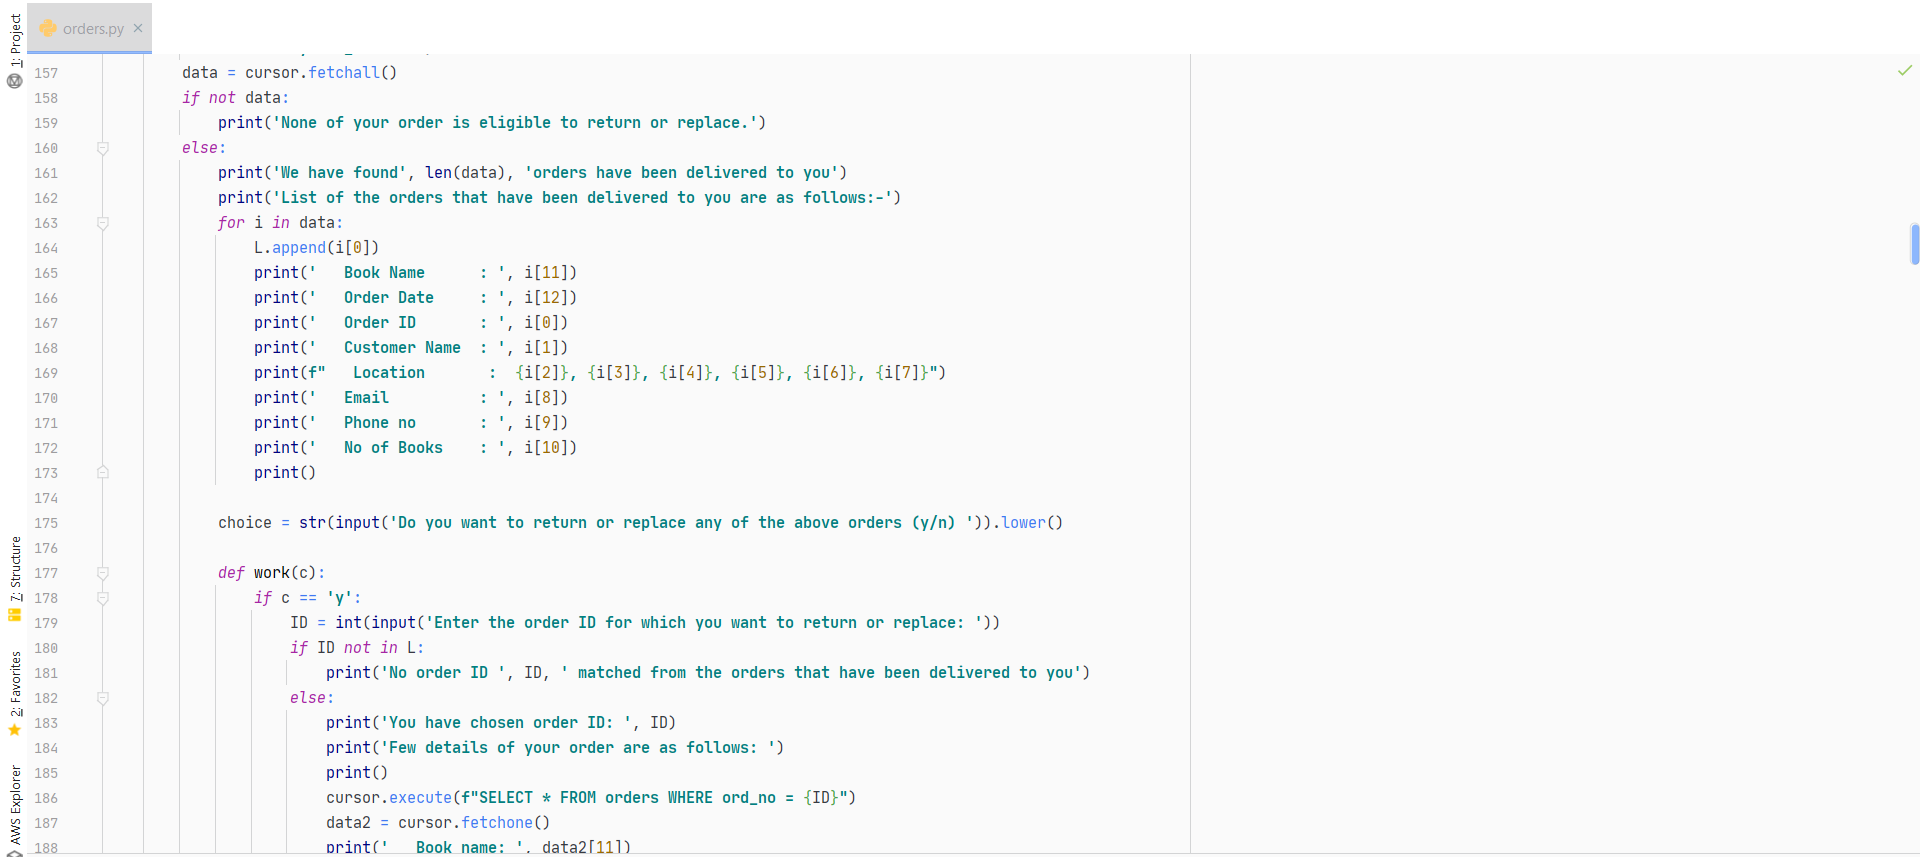 orders.py
1: Project
7: Structure
2: Favorites
AWS Explorer
157 data = cursor.fetchall()
158 if not data:
159 print('None of your order is eligible to return or replace.')
160 else:
161 print('We have found', len(data), 'orders have been delivered to you')
162 print('List of the orders that have been delivered to you are as follows:-')
163 for i in data:
164 L.append(i[0])
165 print('   Book Name      : ', i[11])
166 print('   Order Date     : ', i[12])
167 print('   Order ID       : ', i[0])
168 print('   Customer Name  : ', i[1])
169 print(f"   Location       :  {i[2]}, {i[3]}, {i[4]}, {i[5]}, {i[6]}, {i[7]}")
170 print('   Email          : ', i[8])
171 print('   Phone no       : ', i[9])
172 print('   No of Books    : ', i[10])
173 print()
174
175 choice = str(input('Do you want to return or replace any of the above orders (y/n) ')).lower()
176
177 def work(c):
178 if c == 'y':
179 ID = int(input('Enter the order ID for which you want to return or replace: '))
180 if ID not in L:
181 print('No order ID ', ID, ' matched from the orders that have been delivered to you')
182 else:
183 print('You have chosen order ID: ', ID)
184 print('Few details of your order are as follows: ')
185 print()
186 cursor.execute(f"SELECT * FROM orders WHERE ord_no = {ID}")
187 data2 = cursor.fetchone()
188 print('   Book name: ', data2[11])